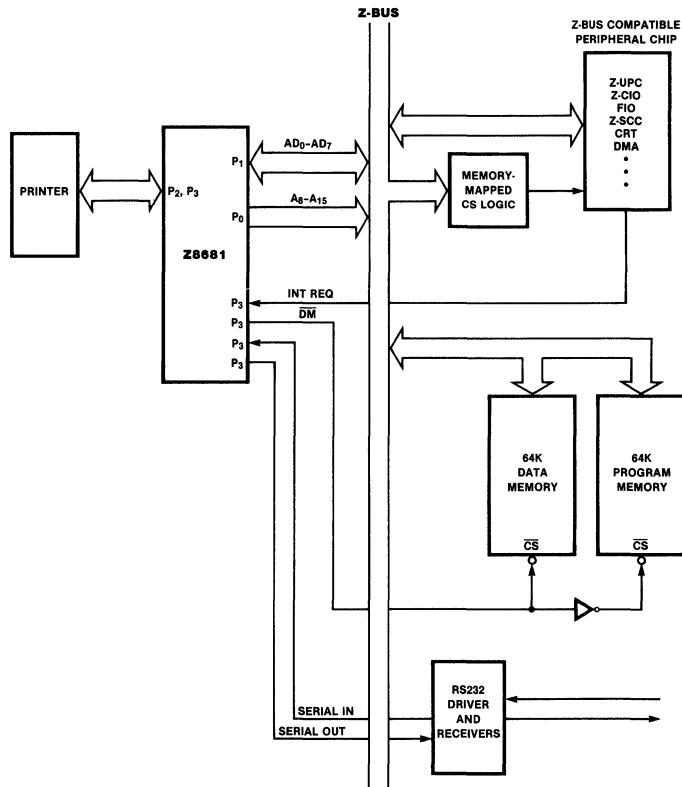 Z-BUS
Z-BUS COMPATIBLE
PERIPHERAL CHIP
Z-UPC
Z-CIO
FIO
Z-SCC
CRT
DMA
PRINTER
P2, P3
P1
AD0-AD7
P0
A8-A15
Z8681
MEMORY-
MAPPED
CS LOGIC
P3
INT REQ
P3
DM
P3
P3
64K
DATA
MEMORY
CS
64K
PROGRAM
MEMORY
CS
SERIAL IN
SERIAL OUT
RS232
DRIVER
AND
RECEIVERS